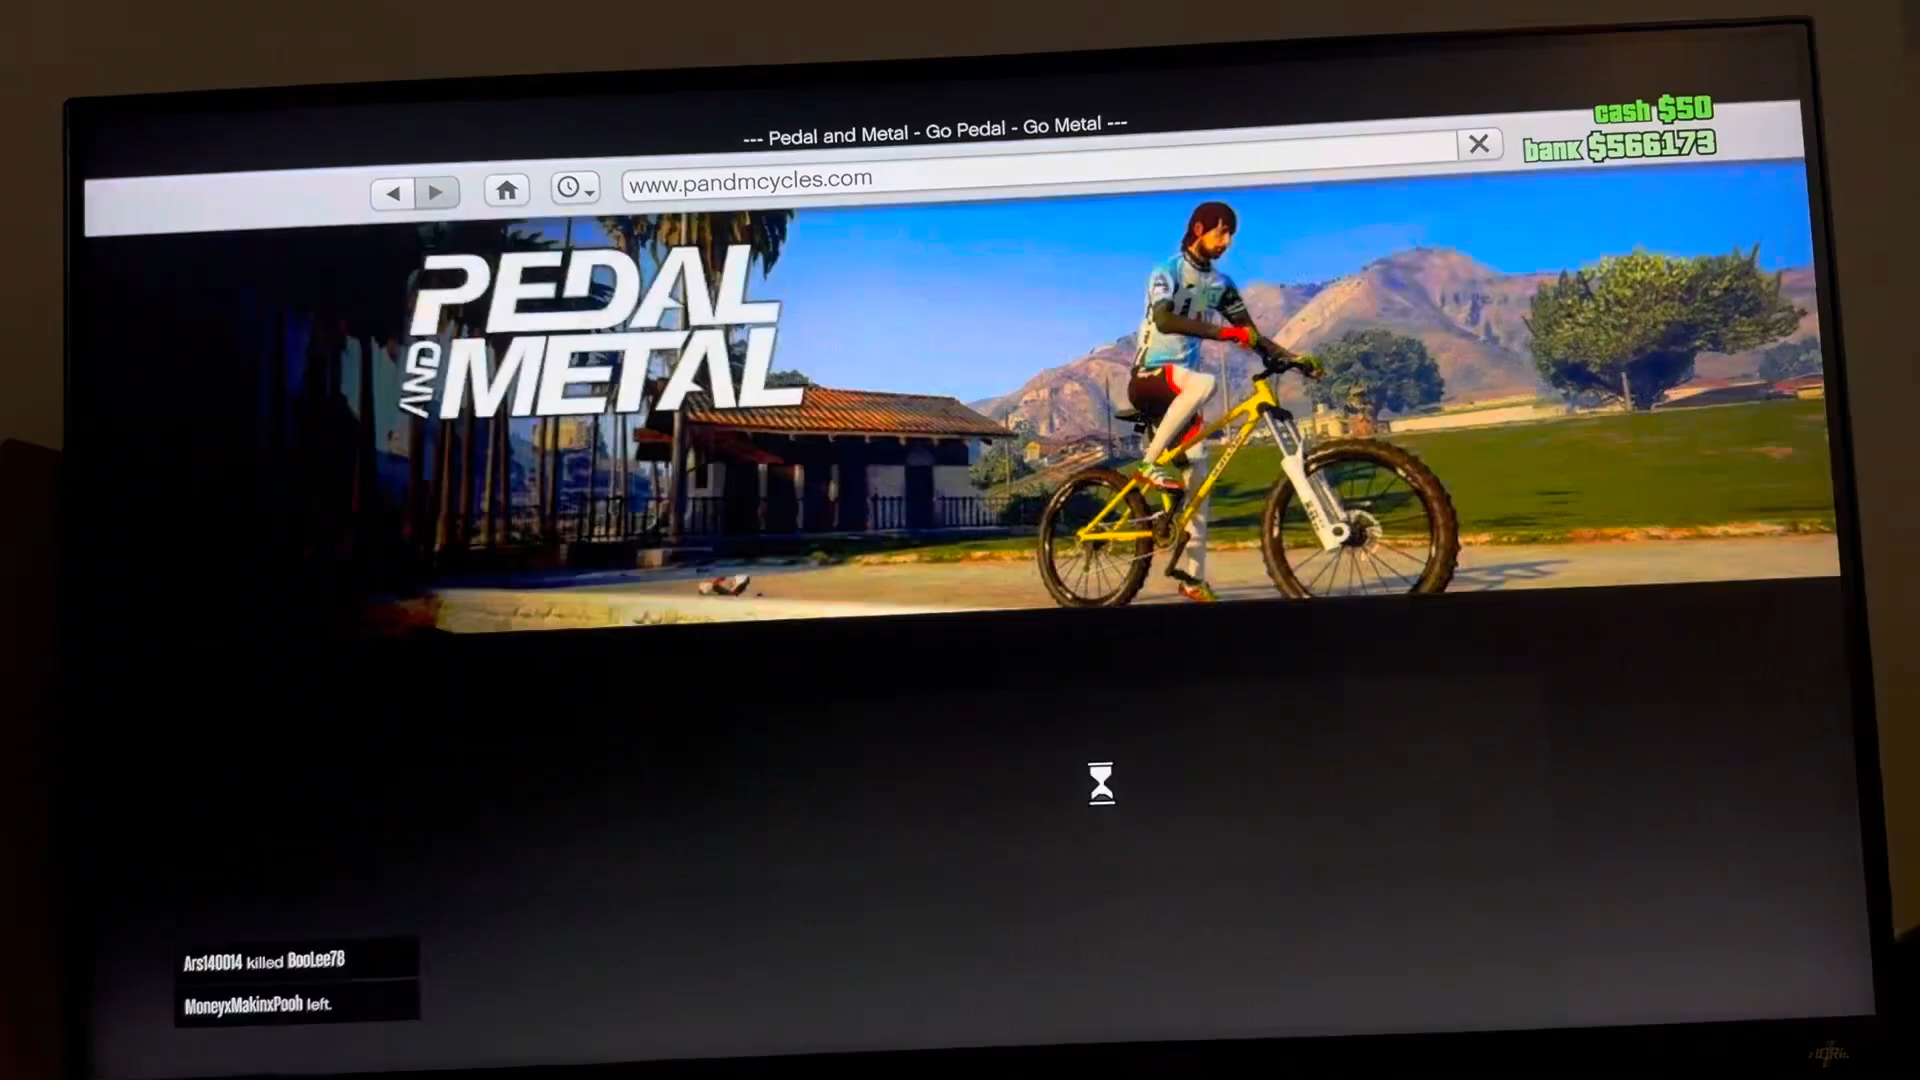 --- Pedal and Metal - Go Pedal - Go Metal ---
cash $50
bank $566173
www.pandmcycles.com
PEDAL
AND METAL
Ars140014 killed BooLee78
MoneyxMakinxPooh left.